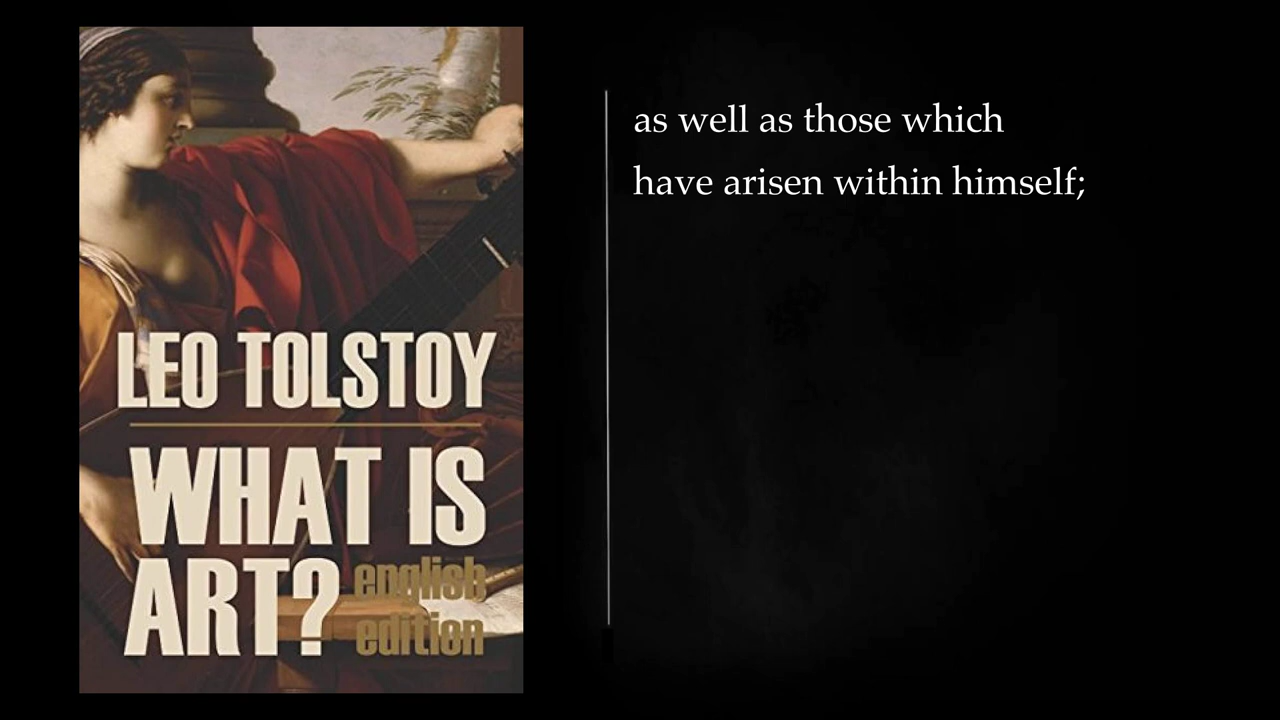 LEO TOLSTOY
WHAT IS
ART?
english
edition
as well as those which
have arisen within himself;